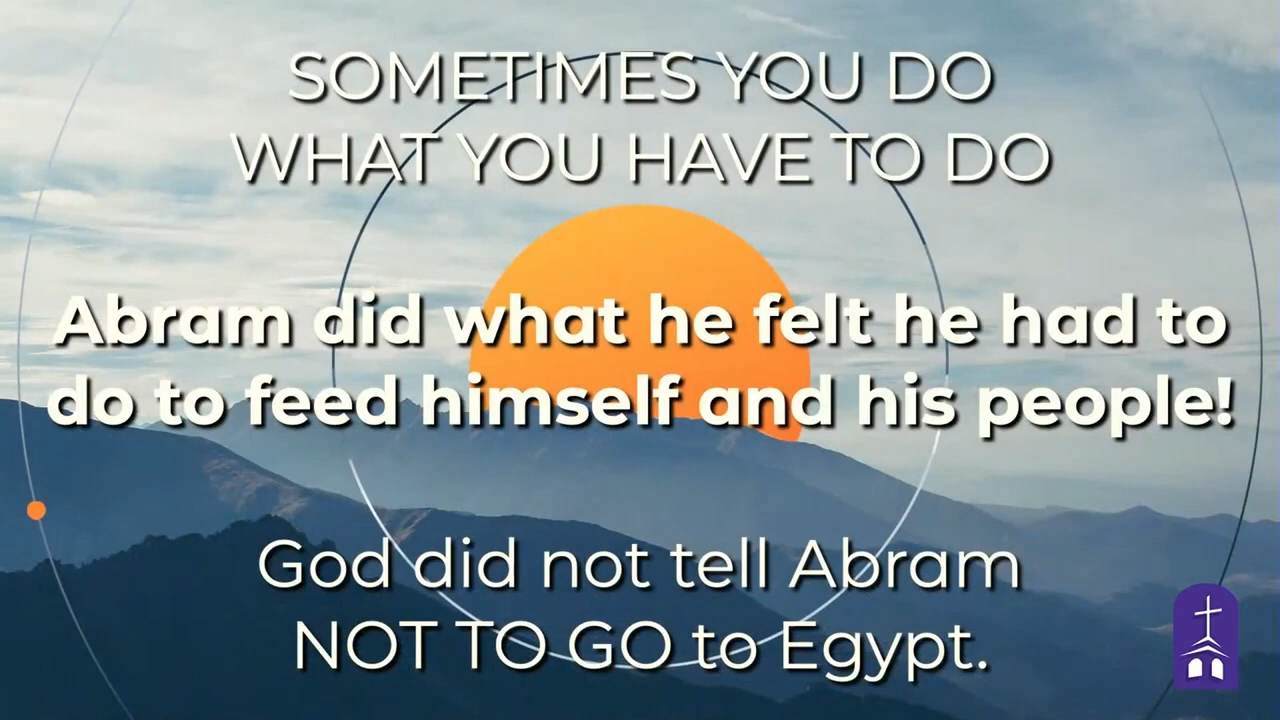 SOMETIMES YOU DO
WHAT YOU HAVE TO DO
Abram did what he felt he had to
do to feed himself and his people!
God did not tell Abram
NOT TO GO to Egypt.